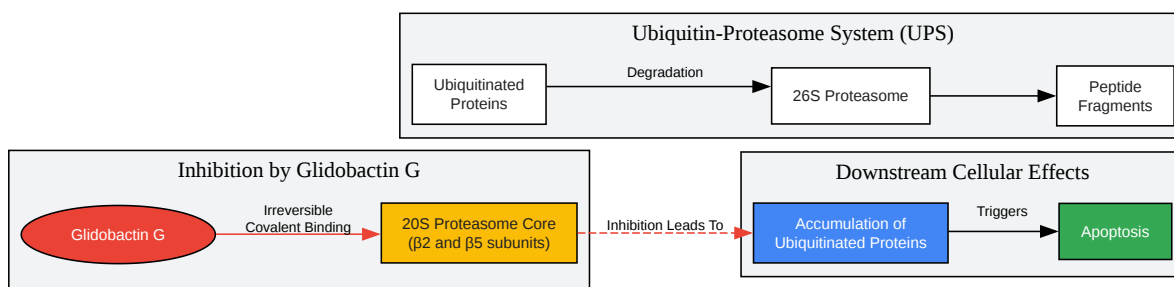 Ubiquitin-Proteasome System (UPS)
Ubiquitinated
Proteins
Degradation
26S Proteasome
Peptide
Fragments
Inhibition by Glidobactin G
Glidobactin G
Irreversible
Covalent Binding
20S Proteasome Core
(β2 and β5 subunits)
Inhibition Leads To
Downstream Cellular Effects
Accumulation of
Ubiquitinated Proteins
Triggers
Apoptosis